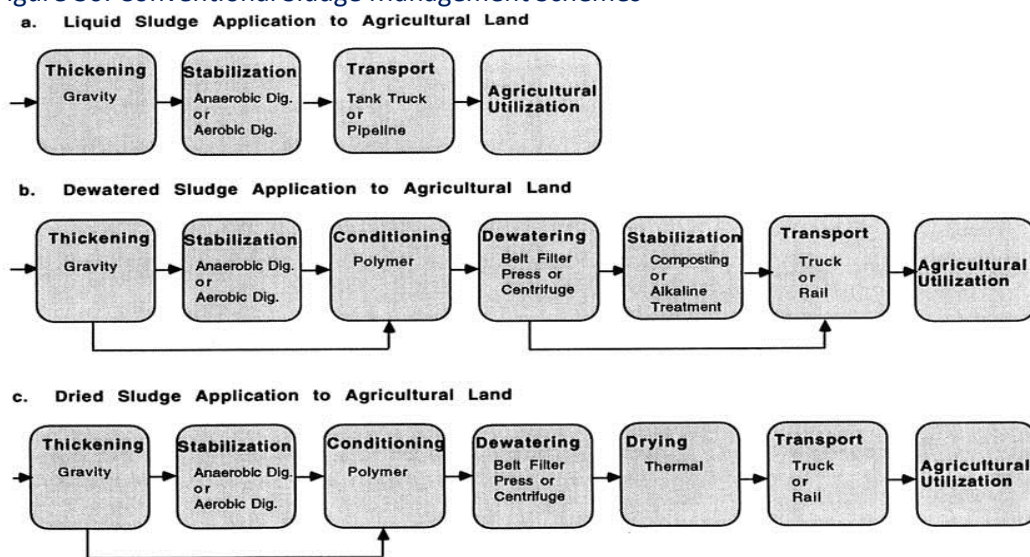 Conventional Sludge Management Schemes
a. Liquid Sludge Application to Agricultural Land
Thickening
Gravity
Stabilization
Anaerobic Dig.
or
Aerobic Dig.
Transport
Tank Truck
or
Pipeline
Agricultural
Utilization
b. Dewatered Sludge Application to Agricultural Land
Thickening
Gravity
Stabilization
Anaerobic Dig.
or
Aerobic Dig.
Conditioning
Polymer
Dewatering
Belt Filter
Press or
Centrifuge
Stabilization
Composting
or
Alkaline
Treatment
Transport
Truck
or
Rail
Agricultural
Utilization
c. Dried Sludge Application to Agricultural Land
Thickening
Gravity
Stabilization
Anaerobic Dig.
or
Aerobic Dig.
Conditioning
Polymer
Dewatering
Belt Filter
Press or
Centrifuge
Drying
Thermal
Transport
Truck
or
Rail
Agricultural
Utilization